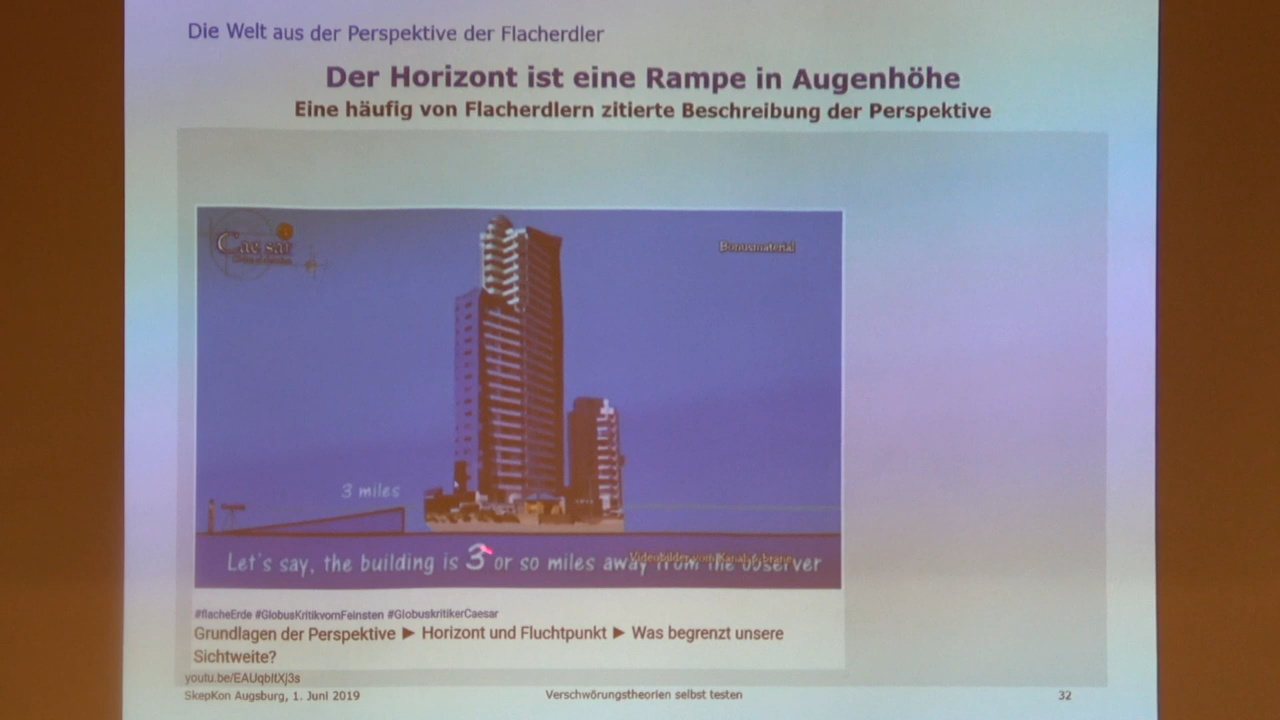 Die Welt aus der Perspektive der Flacherdler
Der Horizont ist eine Rampe in Augenhöhe
Eine häufig von Flacherdlern zitierte Beschreibung der Perspektive
Caesar
Bonusmaterial
3 miles
Let's say, the building is 3 or so miles away from the observer
Videobilder vom Kanal
#flacheErde #GlobusKritikvomFeinsten #GlobuskritikerCaesar
Grundlagen der Perspektive ► Horizont und Fluchtpunkt ► Was begrenzt unsere
Sichtweite?
youtu.be/EAUqbItXj3s
SkepKon Augsburg, 1. Juni 2019
Verschwörungstheorien selbst testen
32